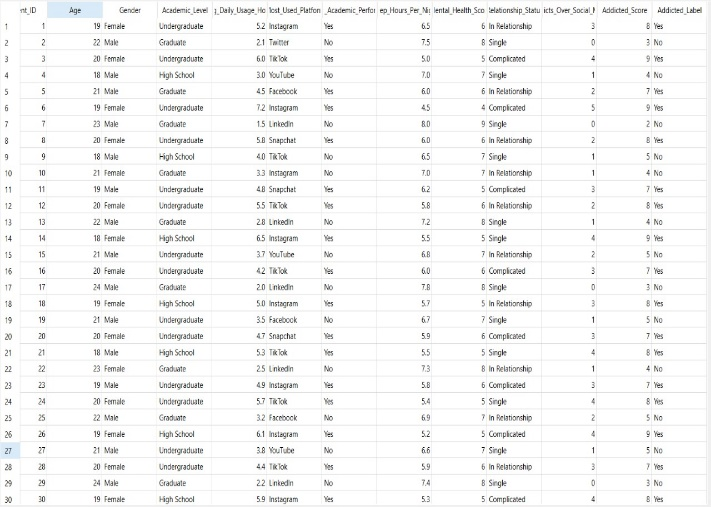 nt_ID Age Gender Academic_Level g_Daily_Usage_Ho Most_Used_Platfon _Academic_Perfor ep_Hours_Per_Nig Mental_Health_Sco Relationship_Statu icts_Over_Social_M Addicted_Score Addicted_Label
1 1 19 Female Undergraduate 5.2 Instagram Yes 6.5 6 In Relationship 3 8 Yes
2 2 22 Male Graduate 2.1 Twitter No 7.5 8 Single 0 3 No
3 3 20 Female Undergraduate 6.0 TikTok Yes 5.0 5 Complicated 4 9 Yes
4 4 18 Male High School 3.0 YouTube No 7.0 7 Single 1 4 No
5 5 21 Male Graduate 4.5 Facebook Yes 6.0 6 In Relationship 2 7 Yes
6 6 19 Female Undergraduate 7.2 Instagram Yes 4.5 4 Complicated 5 9 Yes
7 7 23 Male Graduate 1.5 LinkedIn No 8.0 9 Single 0 2 No
8 8 20 Female Undergraduate 5.8 Snapchat Yes 6.0 6 In Relationship 2 8 Yes
9 9 18 Male High School 4.0 TikTok No 6.5 7 Single 1 5 No
10 10 21 Female Graduate 3.3 Instagram No 7.0 7 In Relationship 1 4 No
11 11 19 Male Undergraduate 4.8 Snapchat Yes 6.2 5 Complicated 3 7 Yes
12 12 20 Female Undergraduate 5.5 TikTok Yes 5.8 6 In Relationship 2 8 Yes
13 13 22 Male Graduate 2.8 LinkedIn No 7.2 8 Single 1 4 No
14 14 18 Female High School 6.5 Instagram Yes 5.5 5 Single 4 9 Yes
15 15 21 Male Undergraduate 3.7 YouTube No 6.8 7 In Relationship 2 5 No
16 16 20 Female Undergraduate 4.2 TikTok Yes 6.0 6 Complicated 3 7 Yes
17 17 24 Male Graduate 2.0 LinkedIn No 7.8 8 Single 0 3 No
18 18 19 Female High School 5.0 Instagram Yes 5.7 5 In Relationship 3 8 Yes
19 19 21 Male Undergraduate 3.5 Facebook No 6.7 7 Single 1 5 No
20 20 20 Female Undergraduate 4.7 Snapchat Yes 5.9 6 Complicated 3 7 Yes
21 21 18 Male High School 5.3 TikTok Yes 5.5 5 Single 4 8 Yes
22 22 23 Female Graduate 2.5 LinkedIn No 7.3 8 In Relationship 1 4 No
23 23 19 Male Undergraduate 4.9 Instagram Yes 5.8 6 Complicated 3 7 Yes
24 24 20 Female Undergraduate 5.7 TikTok Yes 5.4 5 Single 4 8 Yes
25 25 22 Male Graduate 3.2 Facebook No 6.9 7 In Relationship 2 5 No
26 26 19 Female High School 6.1 Instagram Yes 5.2 5 Complicated 4 9 Yes
27 27 21 Male Undergraduate 3.8 YouTube No 6.6 7 Single 1 5 No
28 28 20 Female Undergraduate 4.4 TikTok Yes 5.9 6 In Relationship 3 7 Yes
29 29 24 Male Graduate 2.2 LinkedIn No 7.4 8 Single 0 3 No
30 30 19 Female High School 5.9 Instagram Yes 5.3 5 Complicated 4 8 Yes